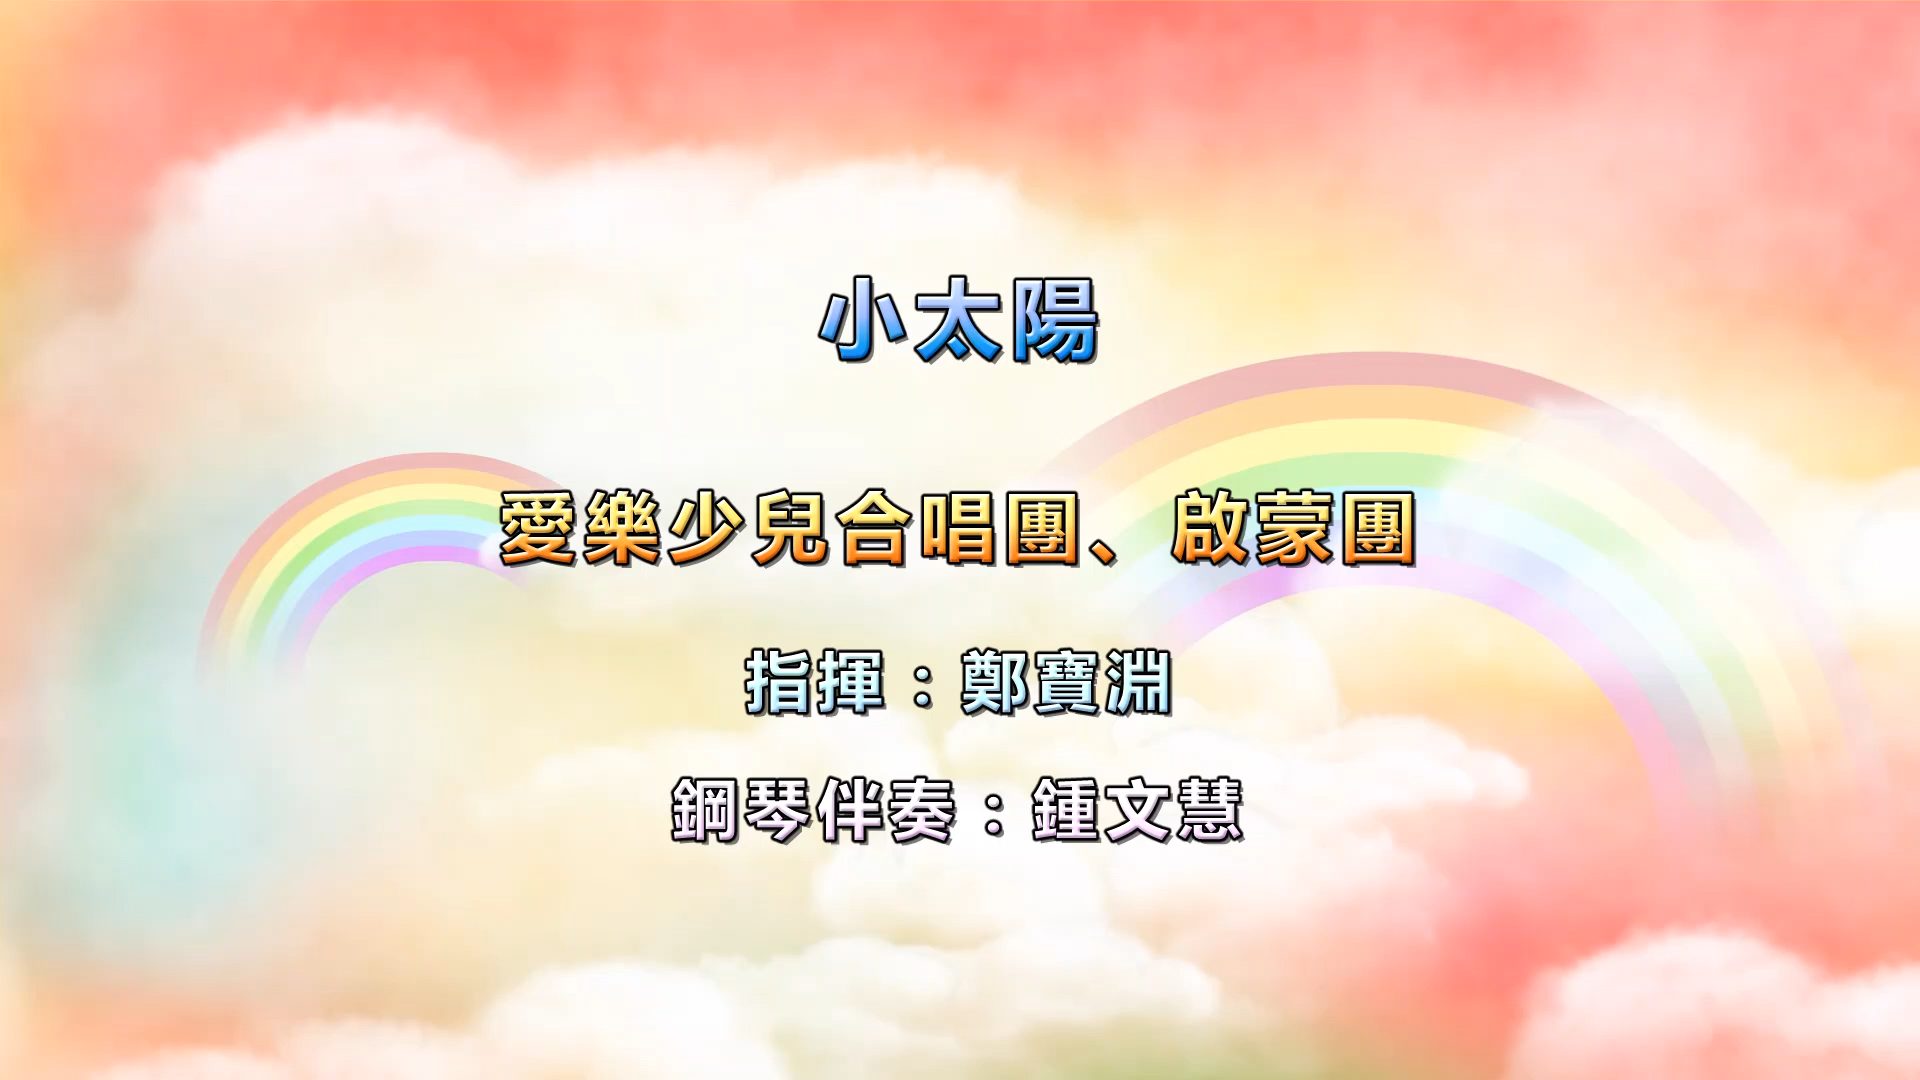 小太陽
愛樂少兒合唱團、啟蒙團
指揮：鄭寶淵
鋼琴伴奏：鍾文慧